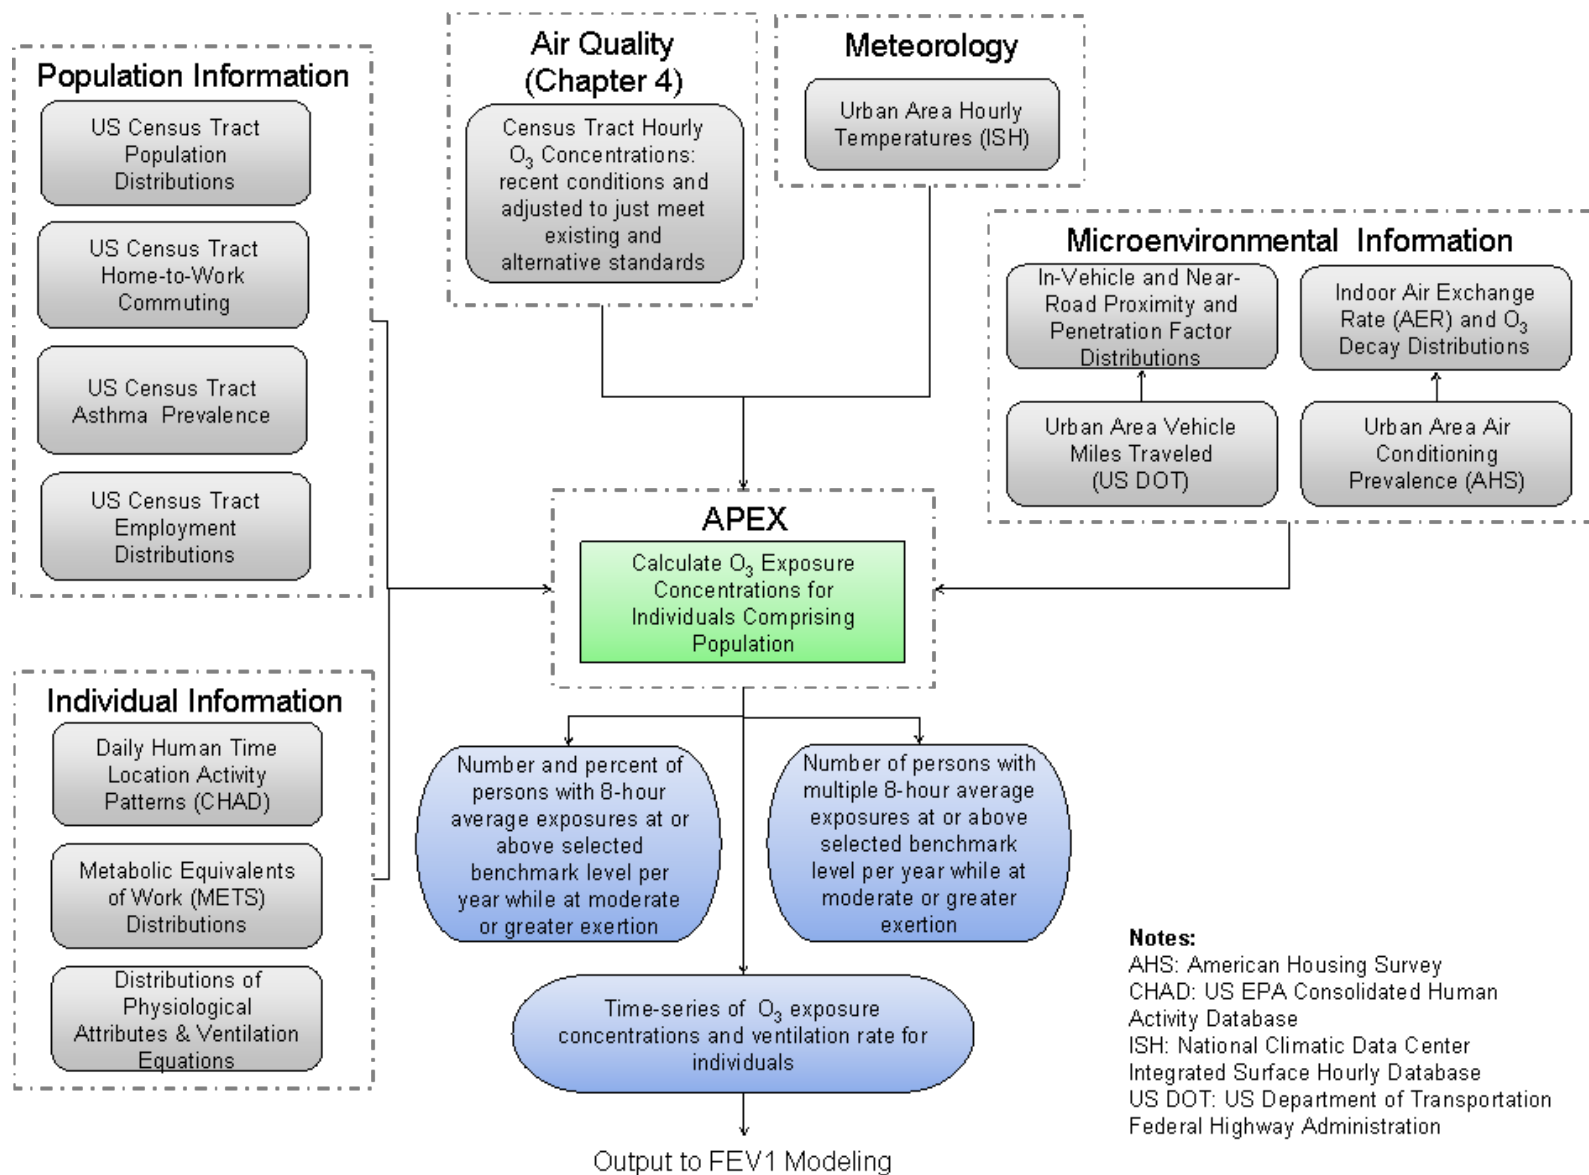 Population Information
US Census Tract
Population
Distributions
US Census Tract
Home-to-Work
Commuting
US Census Tract
Asthma Prevalence
US Census Tract
Employment
Distributions
Air Quality
(Chapter 4)
Census Tract Hourly
O₃ Concentrations:
recent conditions and
adjusted to just meet
existing and
alternative standards
Meteorology
Urban Area Hourly
Temperatures (ISH)
Microenvironmental Information
In-Vehicle and Near-
Road Proximity and
Penetration Factor
Distributions
Indoor Air Exchange
Rate (AER) and O₃
Decay Distributions
Urban Area Vehicle
Miles Traveled
(US DOT)
Urban Area Air
Conditioning
Prevalence (AHS)
APEX
Calculate O₃ Exposure
Concentrations for
Individuals Comprising
Population
Individual Information
Daily Human Time
Location Activity
Patterns (CHAD)
Metabolic Equivalents
of Work (METS)
Distributions
Distributions of
Physiological
Attributes & Ventilation
Equations
Number and percent of
persons with 8-hour
average exposures at or
above selected
benchmark level per
year while at moderate
or greater exertion
Number of persons with
multiple 8-hour average
exposures at or above
selected benchmark
level per year while at
moderate or greater
exertion
Time-series of O₃ exposure
concentrations and ventilation rate for
individuals
Output to FEV1 Modeling
Notes:
AHS: American Housing Survey
CHAD: US EPA Consolidated Human
Activity Database
ISH: National Climatic Data Center
Integrated Surface Hourly Database
US DOT: US Department of Transportation
Federal Highway Administration